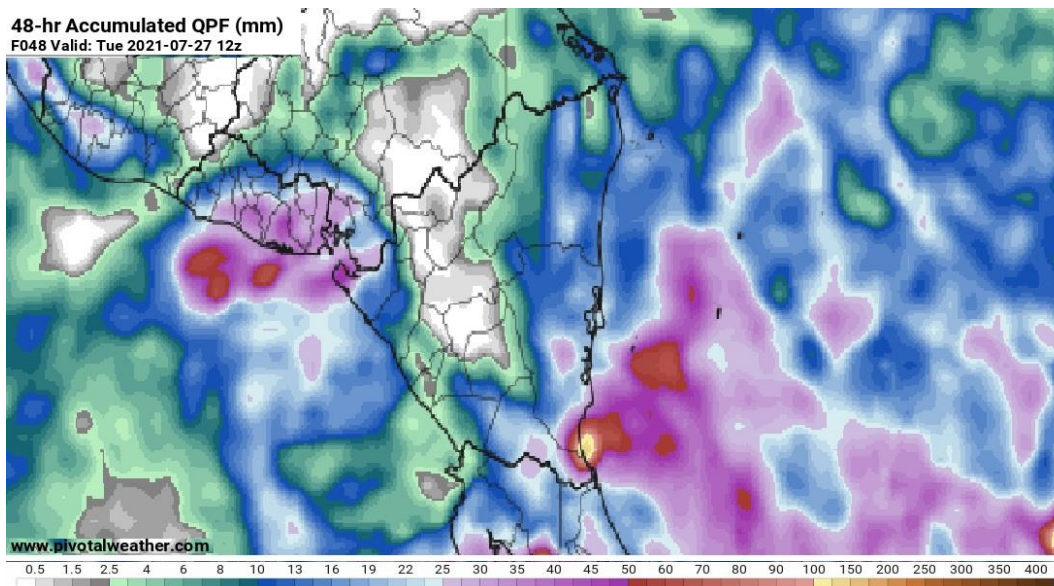 48-hr Accumulated QPF (mm)
F048 Valid: Tue 2021-07-27 12z
www.pivotalweather.com
0.5 1.5 2.5 4 6 8 10 13 16 19 22 25 30 35 40 45 50 60 70 80 90 100 150 200 250 300 350 400